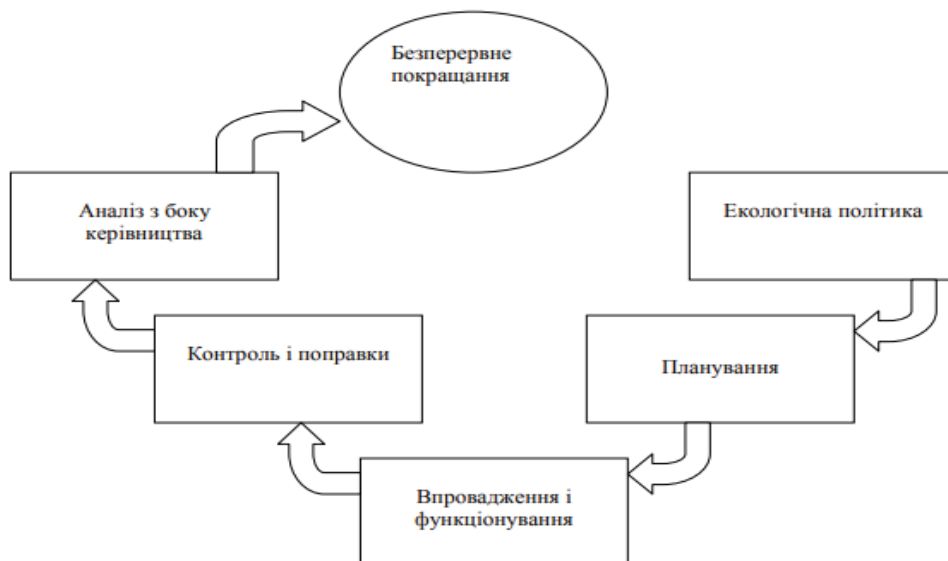 Безперервне
покращання
Аналіз з боку
керівництва
Екологічна політика
Контроль і поправки
Планування
Впровадження і
функціонування